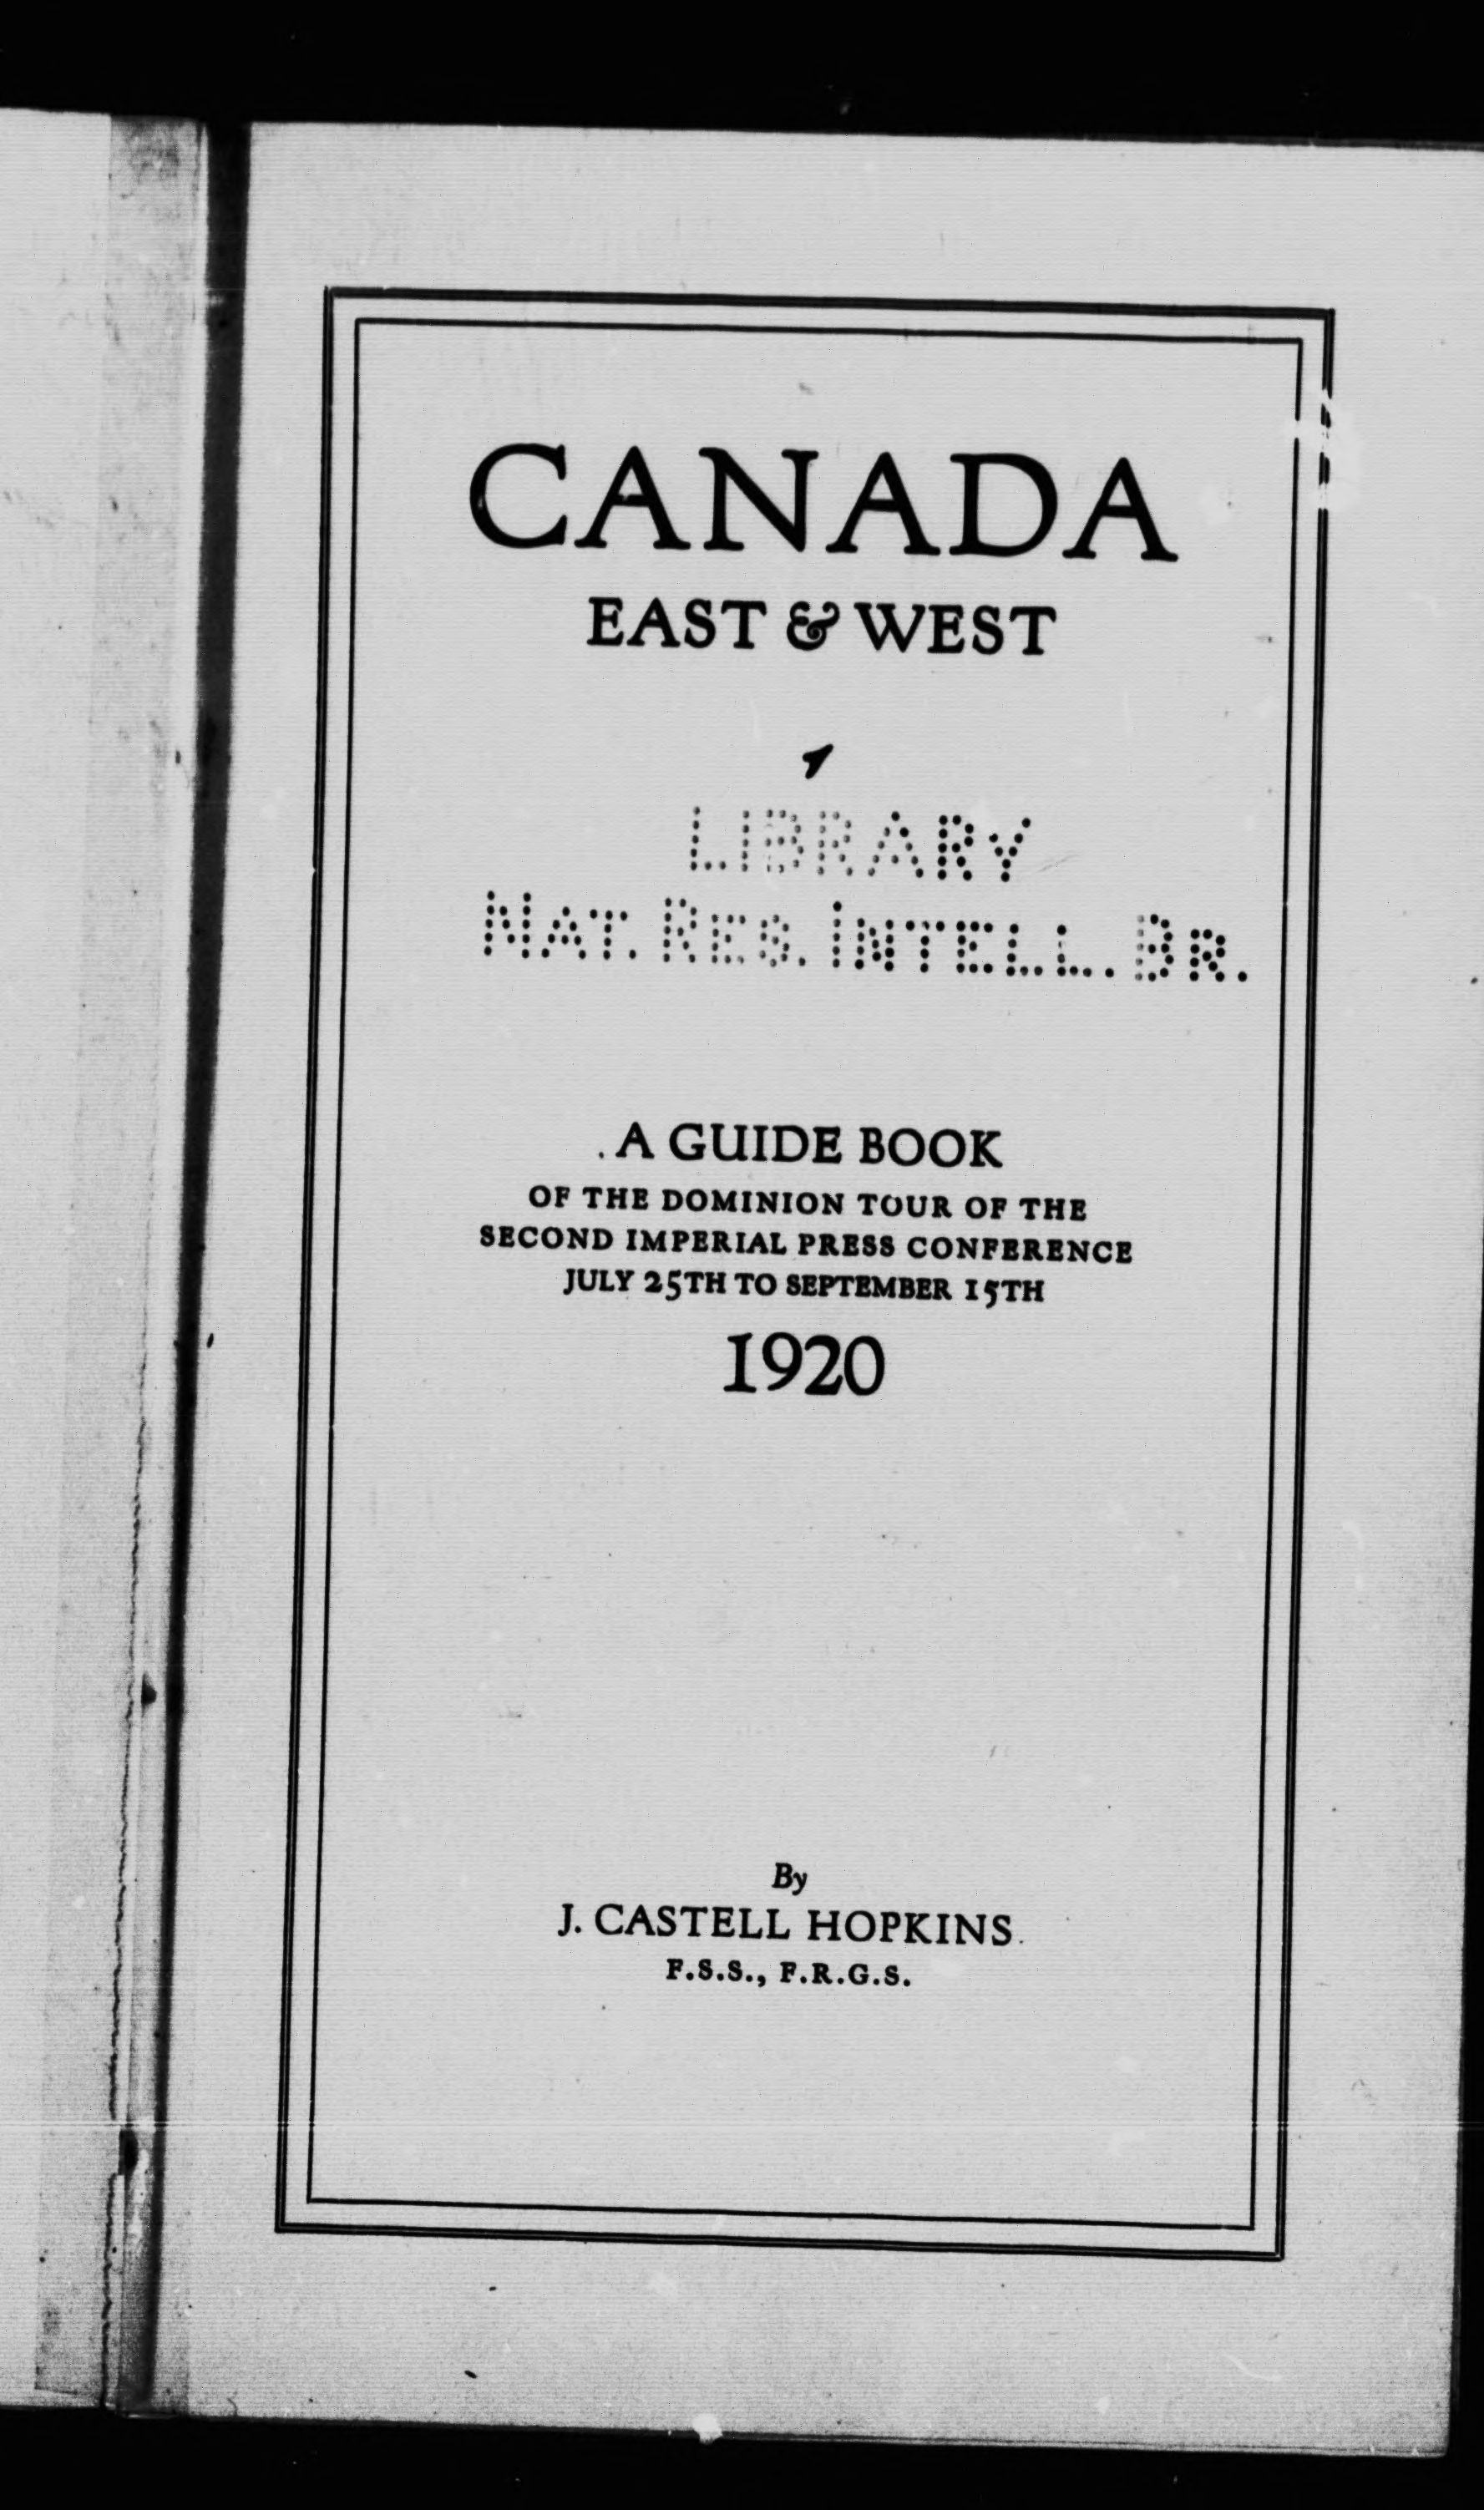 CANADA
EAST & WEST
LIBRARY
NAT. RES. INTELL. BR.
A GUIDE BOOK
OF THE DOMINION TOUR OF THE
SECOND IMPERIAL PRESS CONFERENCE
JULY 25TH TO SEPTEMBER 15TH
1920
By
J. CASTELL HOPKINS
F.S.S., F.R.G.S.